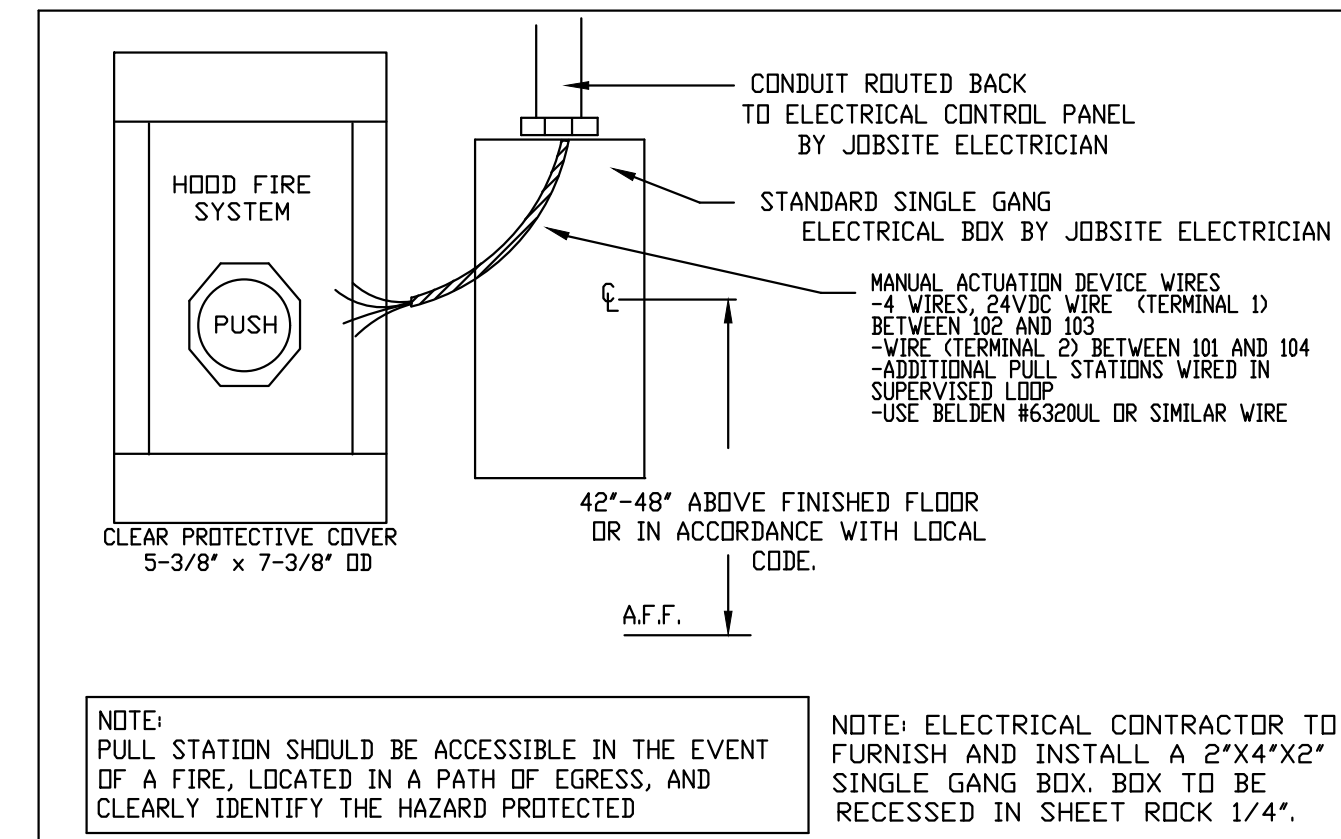 HOOD FIRE
SYSTEM
PUSH
CLEAR PROTECTIVE COVER
5-3/8" x 7-3/8" OD
CONDUIT ROUTED BACK
TO ELECTRICAL CONTROL PANEL
BY JOBSITE ELECTRICIAN
STANDARD SINGLE GANG
ELECTRICAL BOX BY JOBSITE ELECTRICIAN
MANUAL ACTUATION DEVICE WIRES
-4 WIRES, 24VDC WIRE (TERMINAL 1)
BETWEEN 102 AND 103
-WIRE (TERMINAL 2) BETWEEN 101 AND 104
-ADDITIONAL PULL STATIONS WIRED IN
SUPERVISED LOOP
-USE BELDEN #6320UL OR SIMILAR WIRE
℄
42"-48" ABOVE FINISHED FLOOR
OR IN ACCORDANCE WITH LOCAL
CODE.
A.F.F.
NOTE:
PULL STATION SHOULD BE ACCESSIBLE IN THE EVENT
OF A FIRE, LOCATED IN A PATH OF EGRESS, AND
CLEARLY IDENTIFY THE HAZARD PROTECTED
NOTE: ELECTRICAL CONTRACTOR TO
FURNISH AND INSTALL A 2"X4"X2"
SINGLE GANG BOX. BOX TO BE
RECESSED IN SHEET ROCK 1/4".